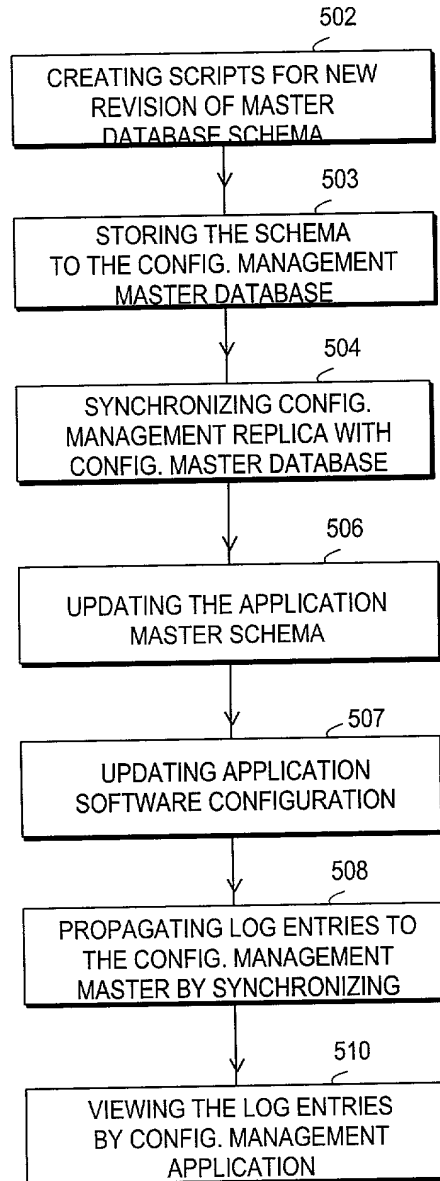 502
CREATING SCRIPTS FOR NEW
REVISION OF MASTER
DATABASE SCHEMA
503
STORING THE SCHEMA
TO THE CONFIG. MANAGEMENT
MASTER DATABASE
504
SYNCHRONIZING CONFIG.
MANAGEMENT REPLICA WITH
CONFIG. MASTER DATABASE
506
UPDATING THE APPLICATION
MASTER SCHEMA
507
UPDATING APPLICATION
SOFTWARE CONFIGURATION
508
PROPAGATING LOG ENTRIES TO
THE CONFIG. MANAGEMENT
MASTER BY SYNCHRONIZING
510
VIEWING THE LOG ENTRIES
BY CONFIG. MANAGEMENT
APPLICATION